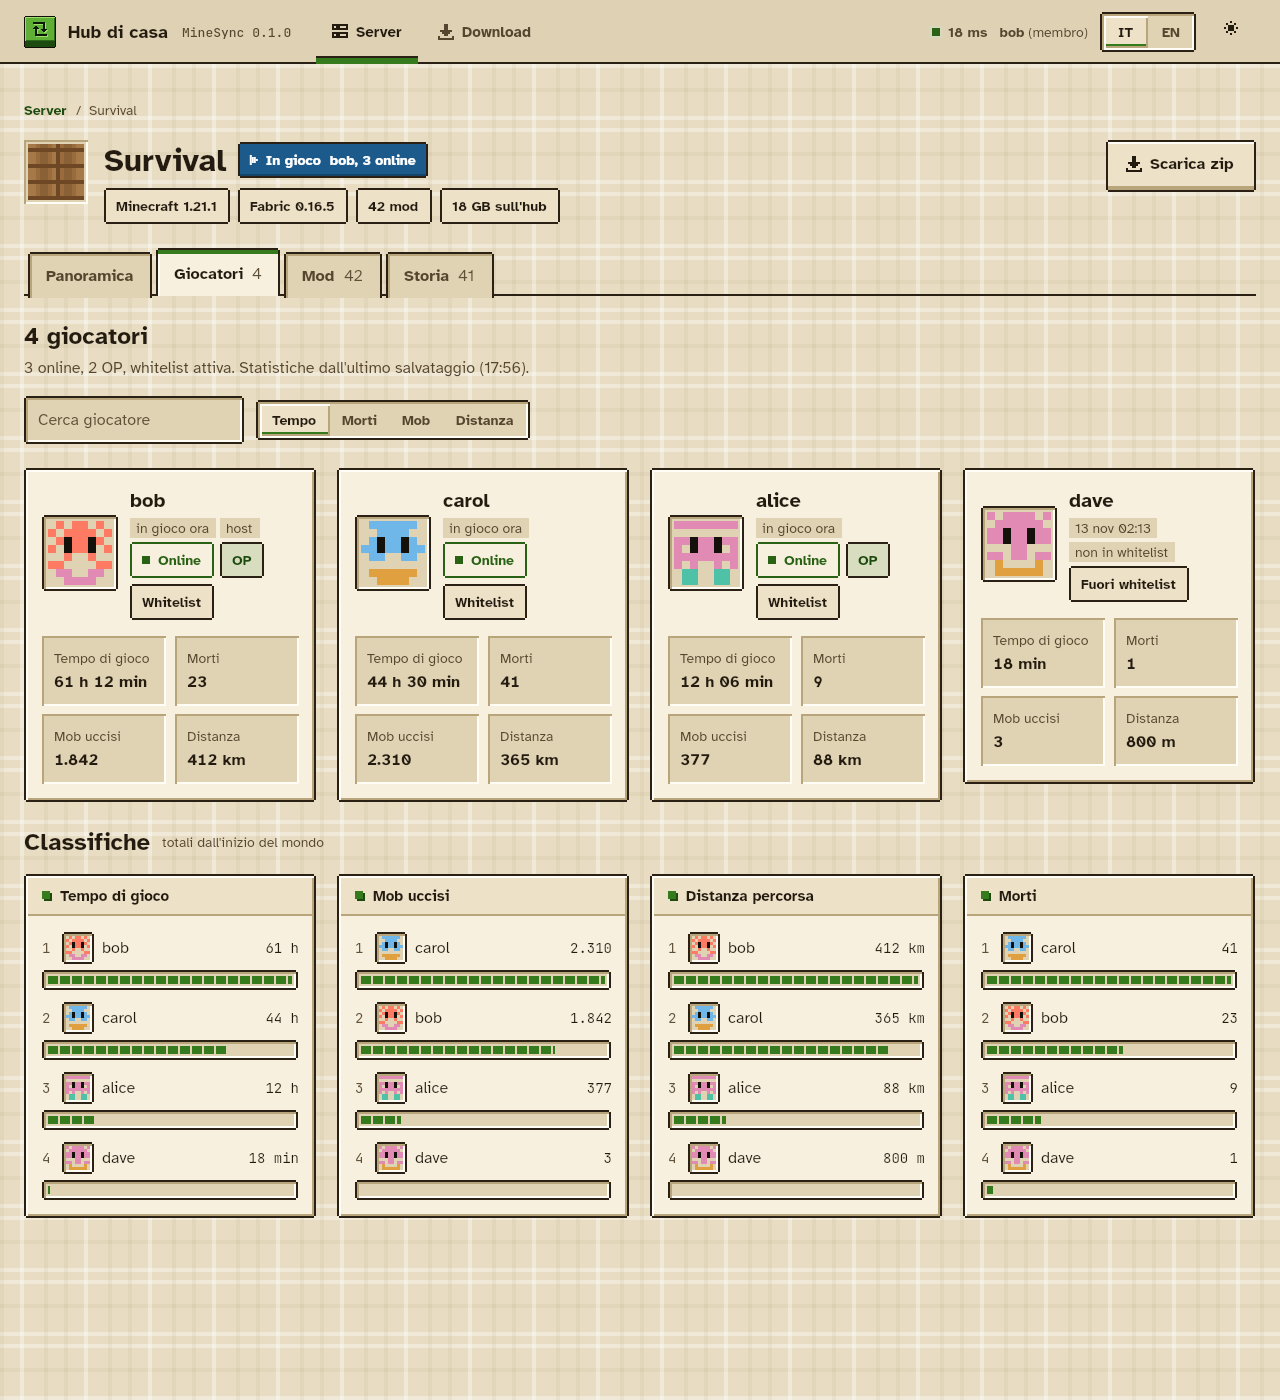 Hub di casa MineSync 0.1.0 Server Download 18 ms bob (membro) IT EN
Server / Survival
Survival In gioco bob, 3 online Scarica zip
Minecraft 1.21.1 Fabric 0.16.5 42 mod 18 GB sull'hub
Panoramica Giocatori 4 Mod 42 Storia 41
4 giocatori
3 online, 2 OP, whitelist attiva. Statistiche dall'ultimo salvataggio (17:56).
Cerca giocatore Tempo Morti Mob Distanza
bob
in gioco ora host
Online OP
Whitelist
Tempo di gioco Morti
61 h 12 min 23
Mob uccisi Distanza
1.842 412 km
carol
in gioco ora
Online
Whitelist
Tempo di gioco Morti
44 h 30 min 41
Mob uccisi Distanza
2.310 365 km
alice
in gioco ora
Online OP
Whitelist
Tempo di gioco Morti
12 h 06 min 9
Mob uccisi Distanza
377 88 km
dave
13 nov 02:13
non in whitelist
Fuori whitelist
Tempo di gioco Morti
18 min 1
Mob uccisi Distanza
3 800 m
Classifiche totali dall'inizio del mondo
Tempo di gioco
1 bob 61 h
2 carol 44 h
3 alice 12 h
4 dave 18 min
Mob uccisi
1 carol 2.310
2 bob 1.842
3 alice 377
4 dave 3
Distanza percorsa
1 bob 412 km
2 carol 365 km
3 alice 88 km
4 dave 800 m
Morti
1 carol 41
2 bob 23
3 alice 9
4 dave 1